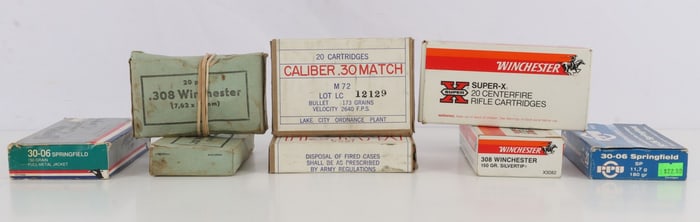 20 p
.308 Winchester
(7,62 x mm)
20 CARTRIDGES
CALIBER .30 MATCH
M 72
LOT LC 12129
BULLET 173 GRAINS
VELOCITY 2640 F.P.S.
LAKE CITY ORDNANCE PLANT
WINCHESTER
X
SUPER
SUPER-X
20 CENTERFIRE
RIFLE CARTRIDGES
30-06 SPRINGFIELD
150 GRAIN
FULL METAL JACKET
DISPOSAL OF FIRED CASES
SHALL BE AS PRESCRIBED
BY ARMY REGULATIONS
WINCHESTER
308 WINCHESTER
150 GR. SILVERTIP
X3082
30-06 Springfield
SP
11,7 g
180 gr
PPU